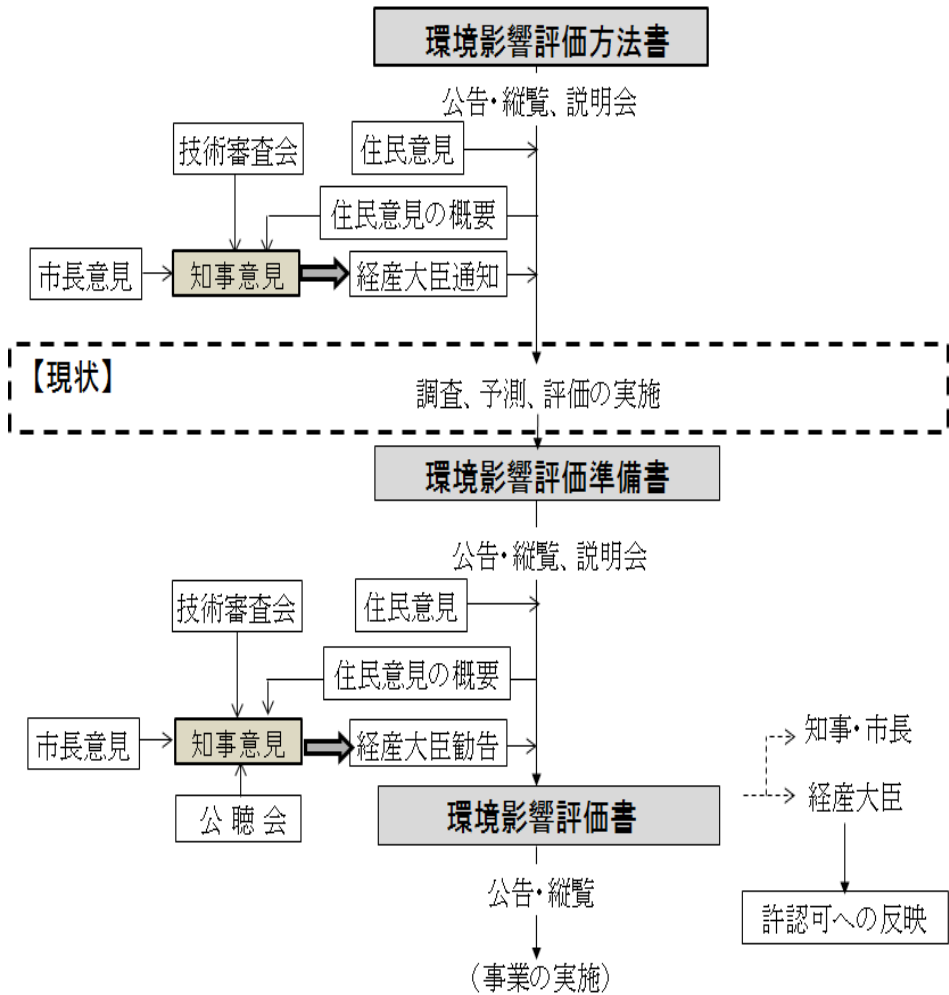 環境影響評価方法書
公告・縦覧、説明会
技術審査会
住民意見
住民意見の概要
市長意見
知事意見
経産大臣通知
【現状】
調査、予測、評価の実施
環境影響評価準備書
公告・縦覧、説明会
技術審査会
住民意見
住民意見の概要
市長意見
知事意見
経産大臣勧告
公聴会
知事・市長
経産大臣
環境影響評価書
公告・縦覧
許認可への反映
(事業の実施)